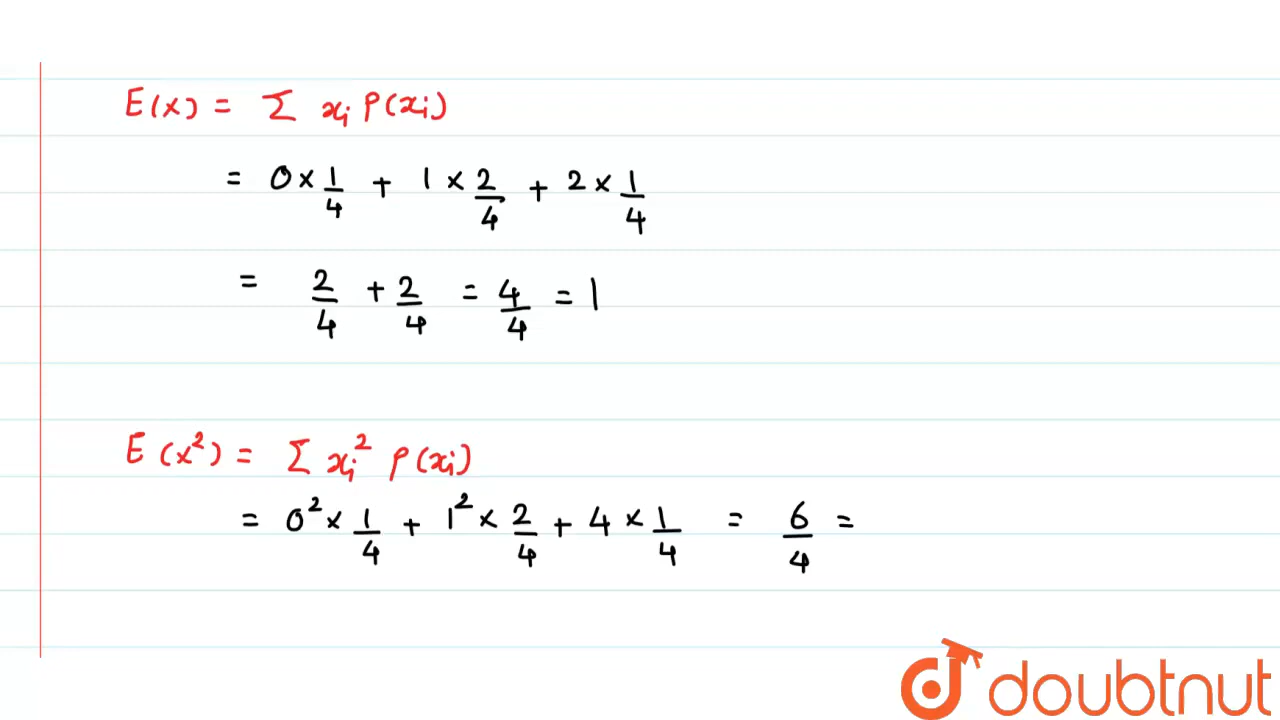 E(x) = Σ xᵢ P(xᵢ)
= 0 × 1/4 + 1 × 2/4 + 2 × 1/4
= 2/4 + 2/4 = 4/4 = 1
E(x²) = Σ xᵢ² P(xᵢ)
= 0² × 1/4 + 1² × 2/4 + 4 × 1/4 = 6/4 =
doubtnut